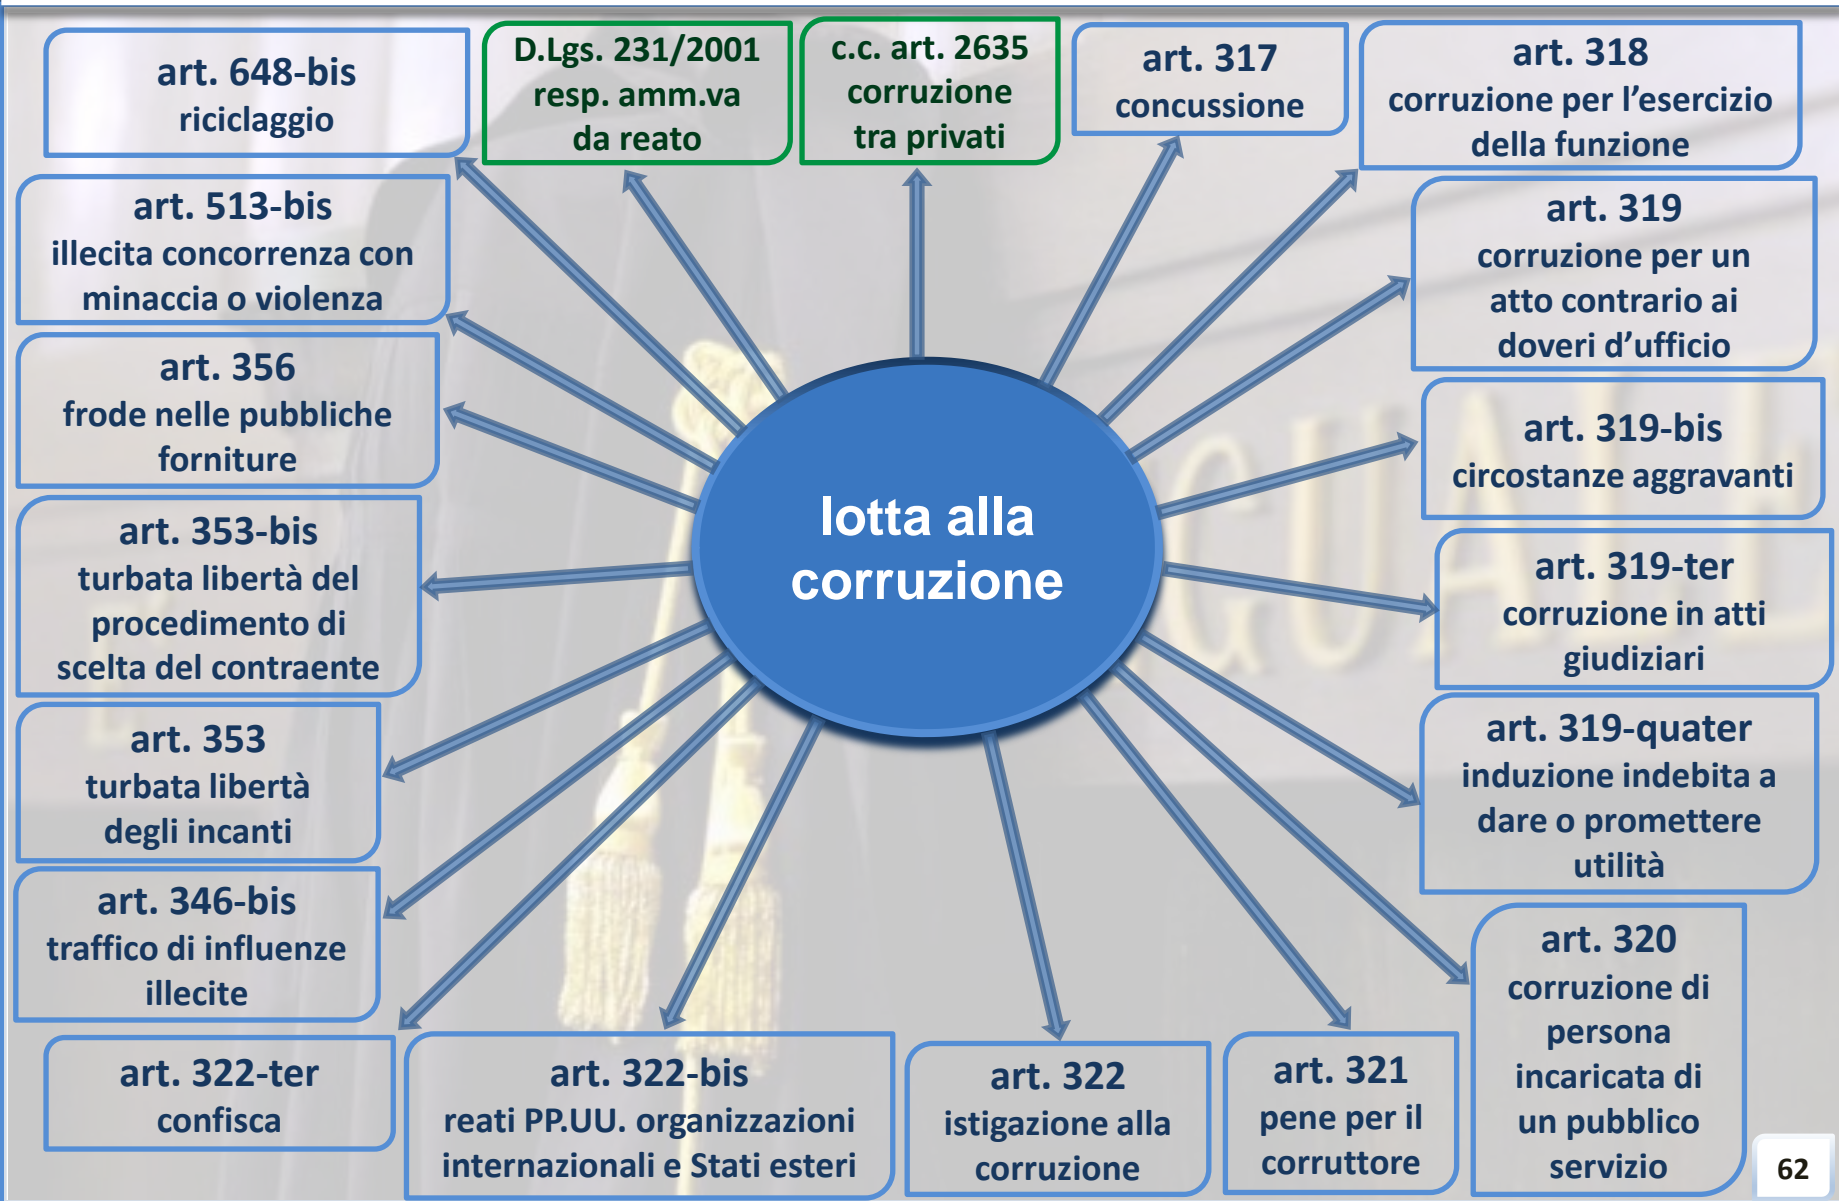 art. 648-bis
riciclaggio
D.Lgs. 231/2001
resp. amm.va
da reato
c.c. art. 2635
corruzione
tra privati
art. 317
concussione
art. 318
corruzione per l’esercizio
della funzione
art. 513-bis
illecita concorrenza con
minaccia o violenza
art. 319
corruzione per un
atto contrario ai
doveri d’ufficio
art. 356
frode nelle pubbliche
forniture
art. 319-bis
circostanze aggravanti
lotta alla
corruzione
art. 353-bis
turbata libertà del
procedimento di
scelta del contraente
art. 319-ter
corruzione in atti
giudiziari
art. 353
turbata libertà
degli incanti
art. 319-quater
induzione indebita a
dare o promettere
utilità
art. 346-bis
traffico di influenze
illecite
art. 320
corruzione di
persona
incaricata di
un pubblico
servizio
art. 322-ter
confisca
art. 322-bis
reati PP.UU. organizzazioni
internazionali e Stati esteri
art. 322
istigazione alla
corruzione
art. 321
pene per il
corruttore
62